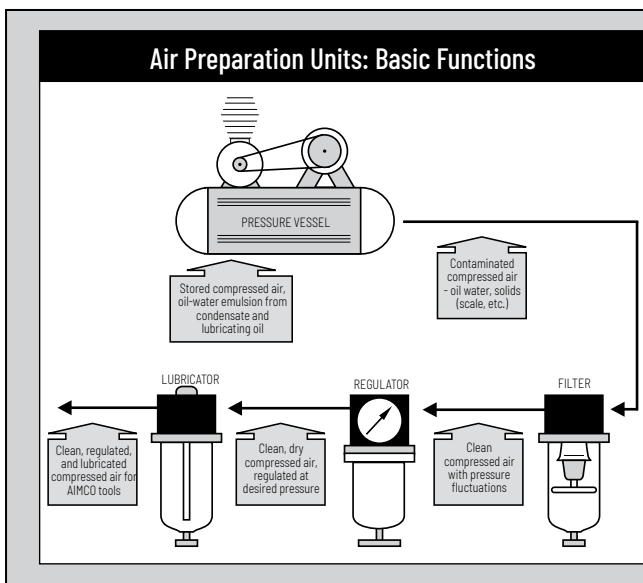 Air Preparation Units: Basic Functions
PRESSURE VESSEL
Stored compressed air,
oil-water emulsion from
condensate and
lubricating oil
Contaminated
compressed air
- oil water, solids
(scale, etc.)
LUBRICATOR
REGULATOR
FILTER
Clean, regulated,
and lubricated
compressed air for
AIMCO tools
Clean, dry
compressed air,
regulated at
desired pressure
Clean
compressed air
with pressure
fluctuations